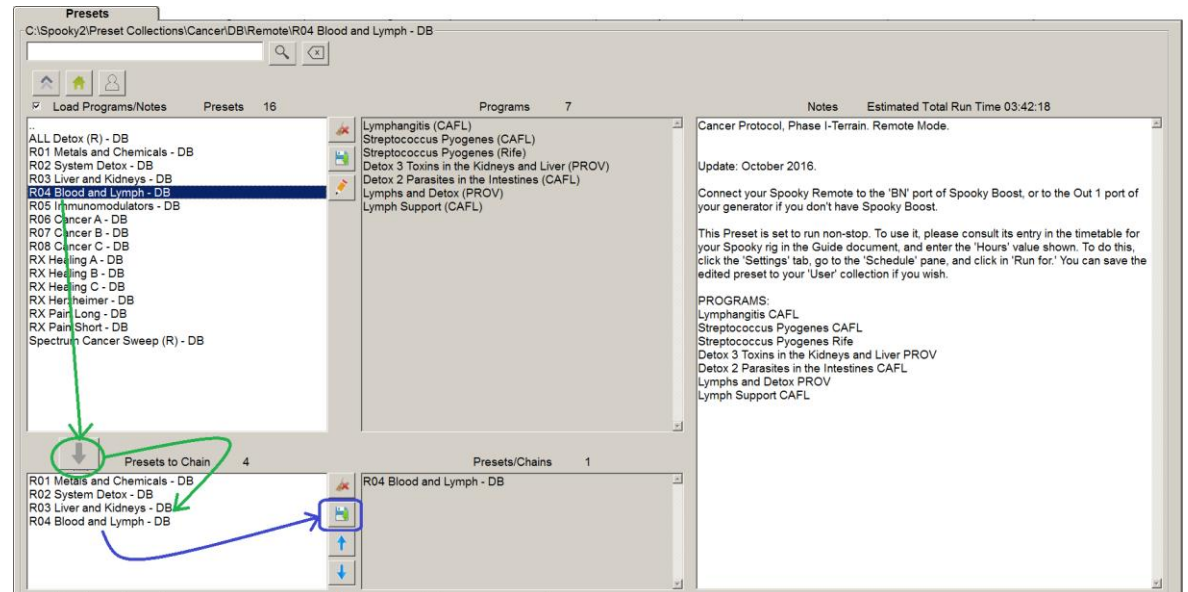 Presets
C:\Spooky2\Preset Collections\Cancer\DB\Remote\R04 Blood and Lymph - DB
Load Programs/Notes Presets 16
..
ALL Detox (R) - DB
R01 Metals and Chemicals - DB
R02 System Detox - DB
R03 Liver and Kidneys - DB
R04 Blood and Lymph - DB
R05 Immunomodulators - DB
R06 Cancer A - DB
R07 Cancer B - DB
R08 Cancer C - DB
RX Healing A - DB
RX Healing B - DB
RX Healing C - DB
RX Herxheimer - DB
RX Pain Long - DB
RX Pain Short - DB
Spectrum Cancer Sweep (R) - DB
Programs 7
Lymphangitis (CAFL)
Streptococcus Pyogenes (CAFL)
Streptococcus Pyogenes (Rife)
Detox 3 Toxins in the Kidneys and Liver (PROV)
Detox 2 Parasites in the Intestines (CAFL)
Lymphs and Detox (PROV)
Lymph Support (CAFL)
Notes Estimated Total Run Time 03:42:18
Cancer Protocol, Phase I-Terrain. Remote Mode.
Update: October 2016.
Connect your Spooky Remote to the 'BN' port of Spooky Boost, or to the Out 1 port of
your generator if you don't have Spooky Boost.
This Preset is set to run non-stop. To use it, please consult its entry in the timetable for
your Spooky rig in the Guide document, and enter the 'Hours' value shown. To do this,
click the 'Settings' tab, go to the 'Schedule' pane, and click in 'Run for.' You can save the
edited preset to your 'User' collection if you wish.
PROGRAMS:
Lymphangitis CAFL
Streptococcus Pyogenes CAFL
Streptococcus Pyogenes Rife
Detox 3 Toxins in the Kidneys and Liver PROV
Detox 2 Parasites in the Intestines CAFL
Lymphs and Detox PROV
Lymph Support CAFL
Presets to Chain 4
R01 Metals and Chemicals - DB
R02 System Detox - DB
R03 Liver and Kidneys - DB
R04 Blood and Lymph - DB
Presets/Chains 1
R04 Blood and Lymph - DB